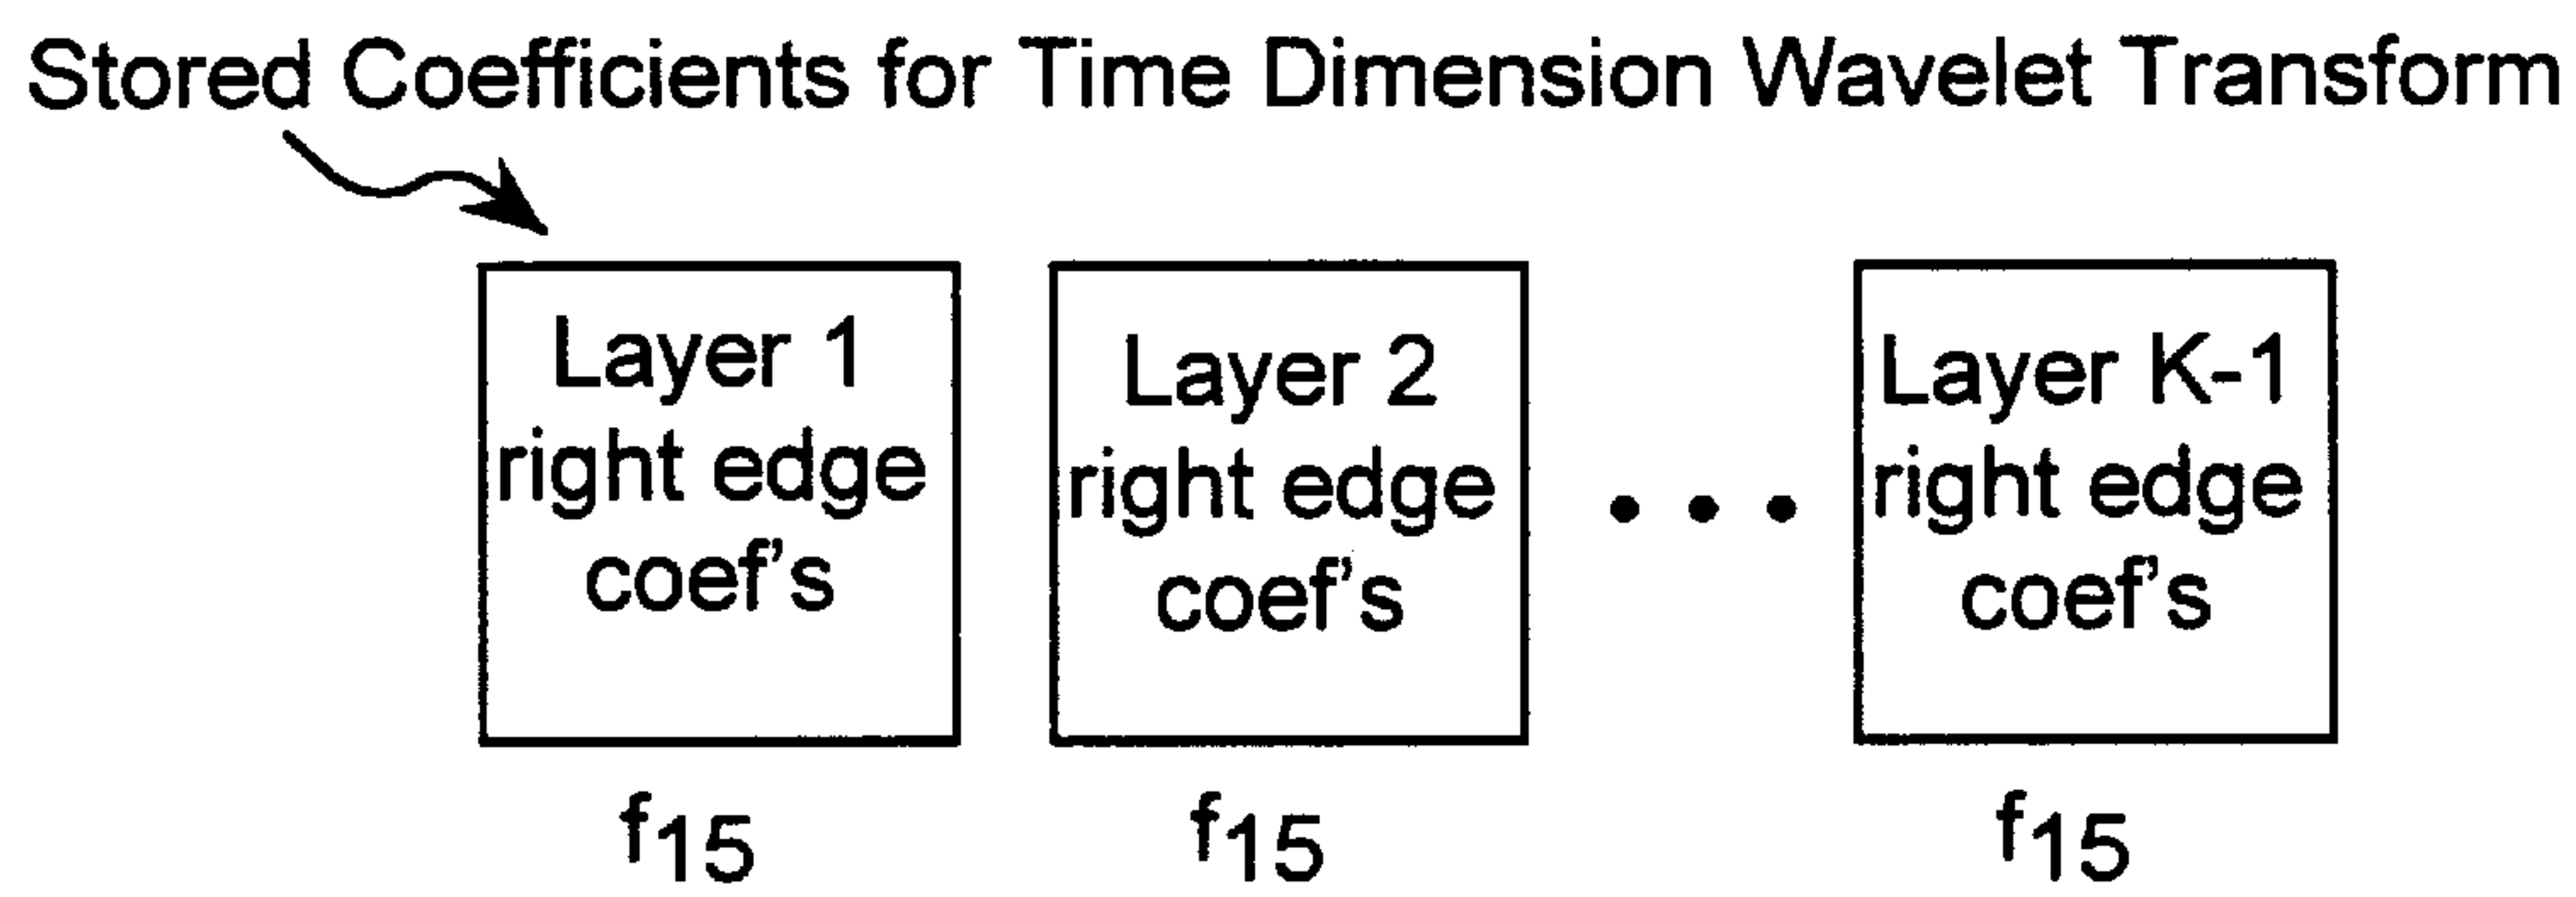 Stored Coefficients for Time Dimension Wavelet Transform
Layer 1
right edge
coef's
Layer 2
right edge
coef's
• • •
Layer K-1
right edge
coef's
f15
f15
f15